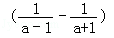 (1/(a－1) - 1/(a+1))